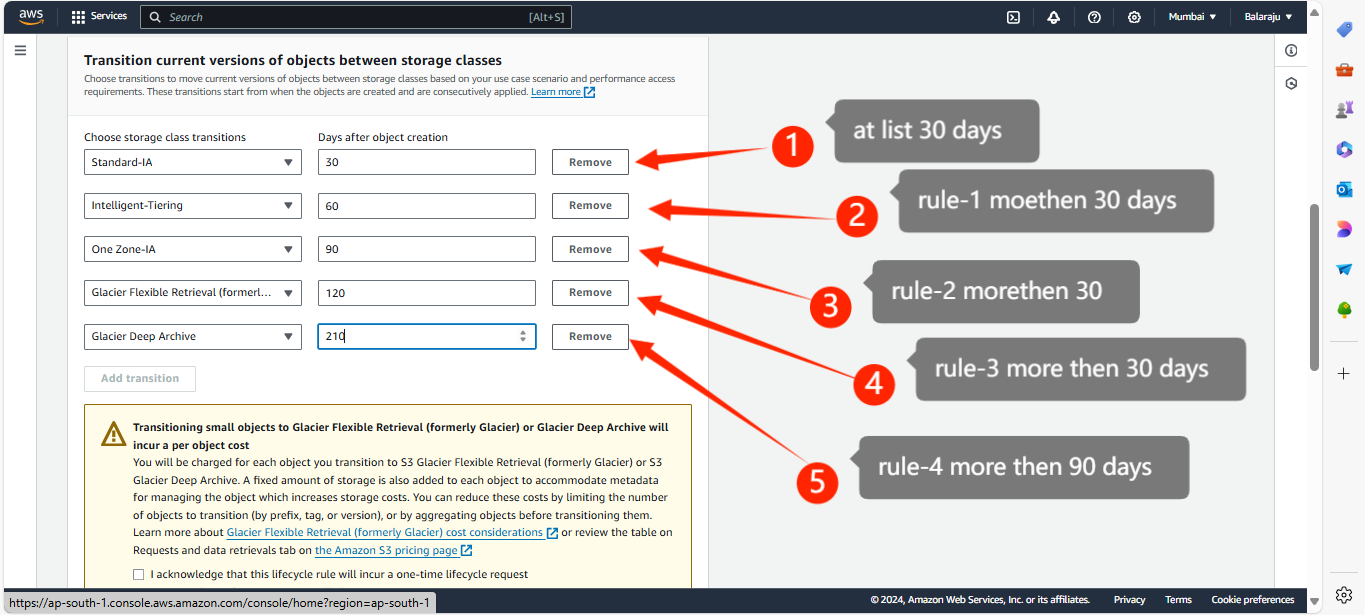 aws
Services
Search
[Alt+S]
Mumbai
Balaraju
Transition current versions of objects between storage classes
Choose transitions to move current versions of objects between storage classes based on your use case scenario and performance access
requirements. These transitions start from when the objects are created and are consecutively applied. Learn more
Choose storage class transitions
Days after object creation
Standard-IA
30
Remove
1
at list 30 days
Intelligent-Tiering
60
Remove
2
rule-1 moethen 30 days
One Zone-IA
90
Remove
3
rule-2 morethen 30
Glacier Flexible Retrieval (formerl...
120
Remove
4
rule-3 more then 30 days
Glacier Deep Archive
210
Remove
5
rule-4 more then 90 days
Add transition
Transitioning small objects to Glacier Flexible Retrieval (formerly Glacier) or Glacier Deep Archive will
incur a per object cost
You will be charged for each object you transition to S3 Glacier Flexible Retrieval (formerly Glacier) or S3
Glacier Deep Archive. A fixed amount of storage is also added to each object to accommodate metadata
for managing the object which increases storage costs. You can reduce these costs by limiting the number
of objects to transition (by prefix, tag, or version), or by aggregating objects before transitioning them.
Learn more about Glacier Flexible Retrieval (formerly Glacier) cost considerations or review the table on
Requests and data retrievals tab on the Amazon S3 pricing page
I acknowledge that this lifecycle rule will incur a one-time lifecycle request
https://ap-south-1.console.aws.amazon.com/console/home?region=ap-south-1
© 2024, Amazon Web Services, Inc. or its affiliates.
Privacy
Terms
Cookie preferences